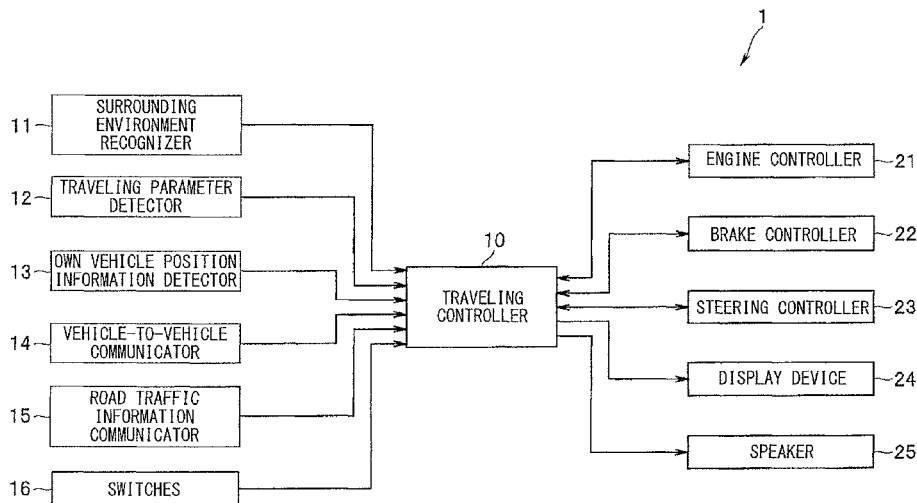 1
11
SURROUNDING
ENVIRONMENT
RECOGNIZER
12
TRAVELING PARAMETER
DETECTOR
13
OWN VEHICLE POSITION
INFORMATION DETECTOR
14
VEHICLE-TO-VEHICLE
COMMUNICATOR
15
ROAD TRAFFIC
INFORMATION
COMMUNICATOR
16
SWITCHES
10
TRAVELING
CONTROLLER
ENGINE CONTROLLER
21
BRAKE CONTROLLER
22
STEERING CONTROLLER
23
DISPLAY DEVICE
24
SPEAKER
25